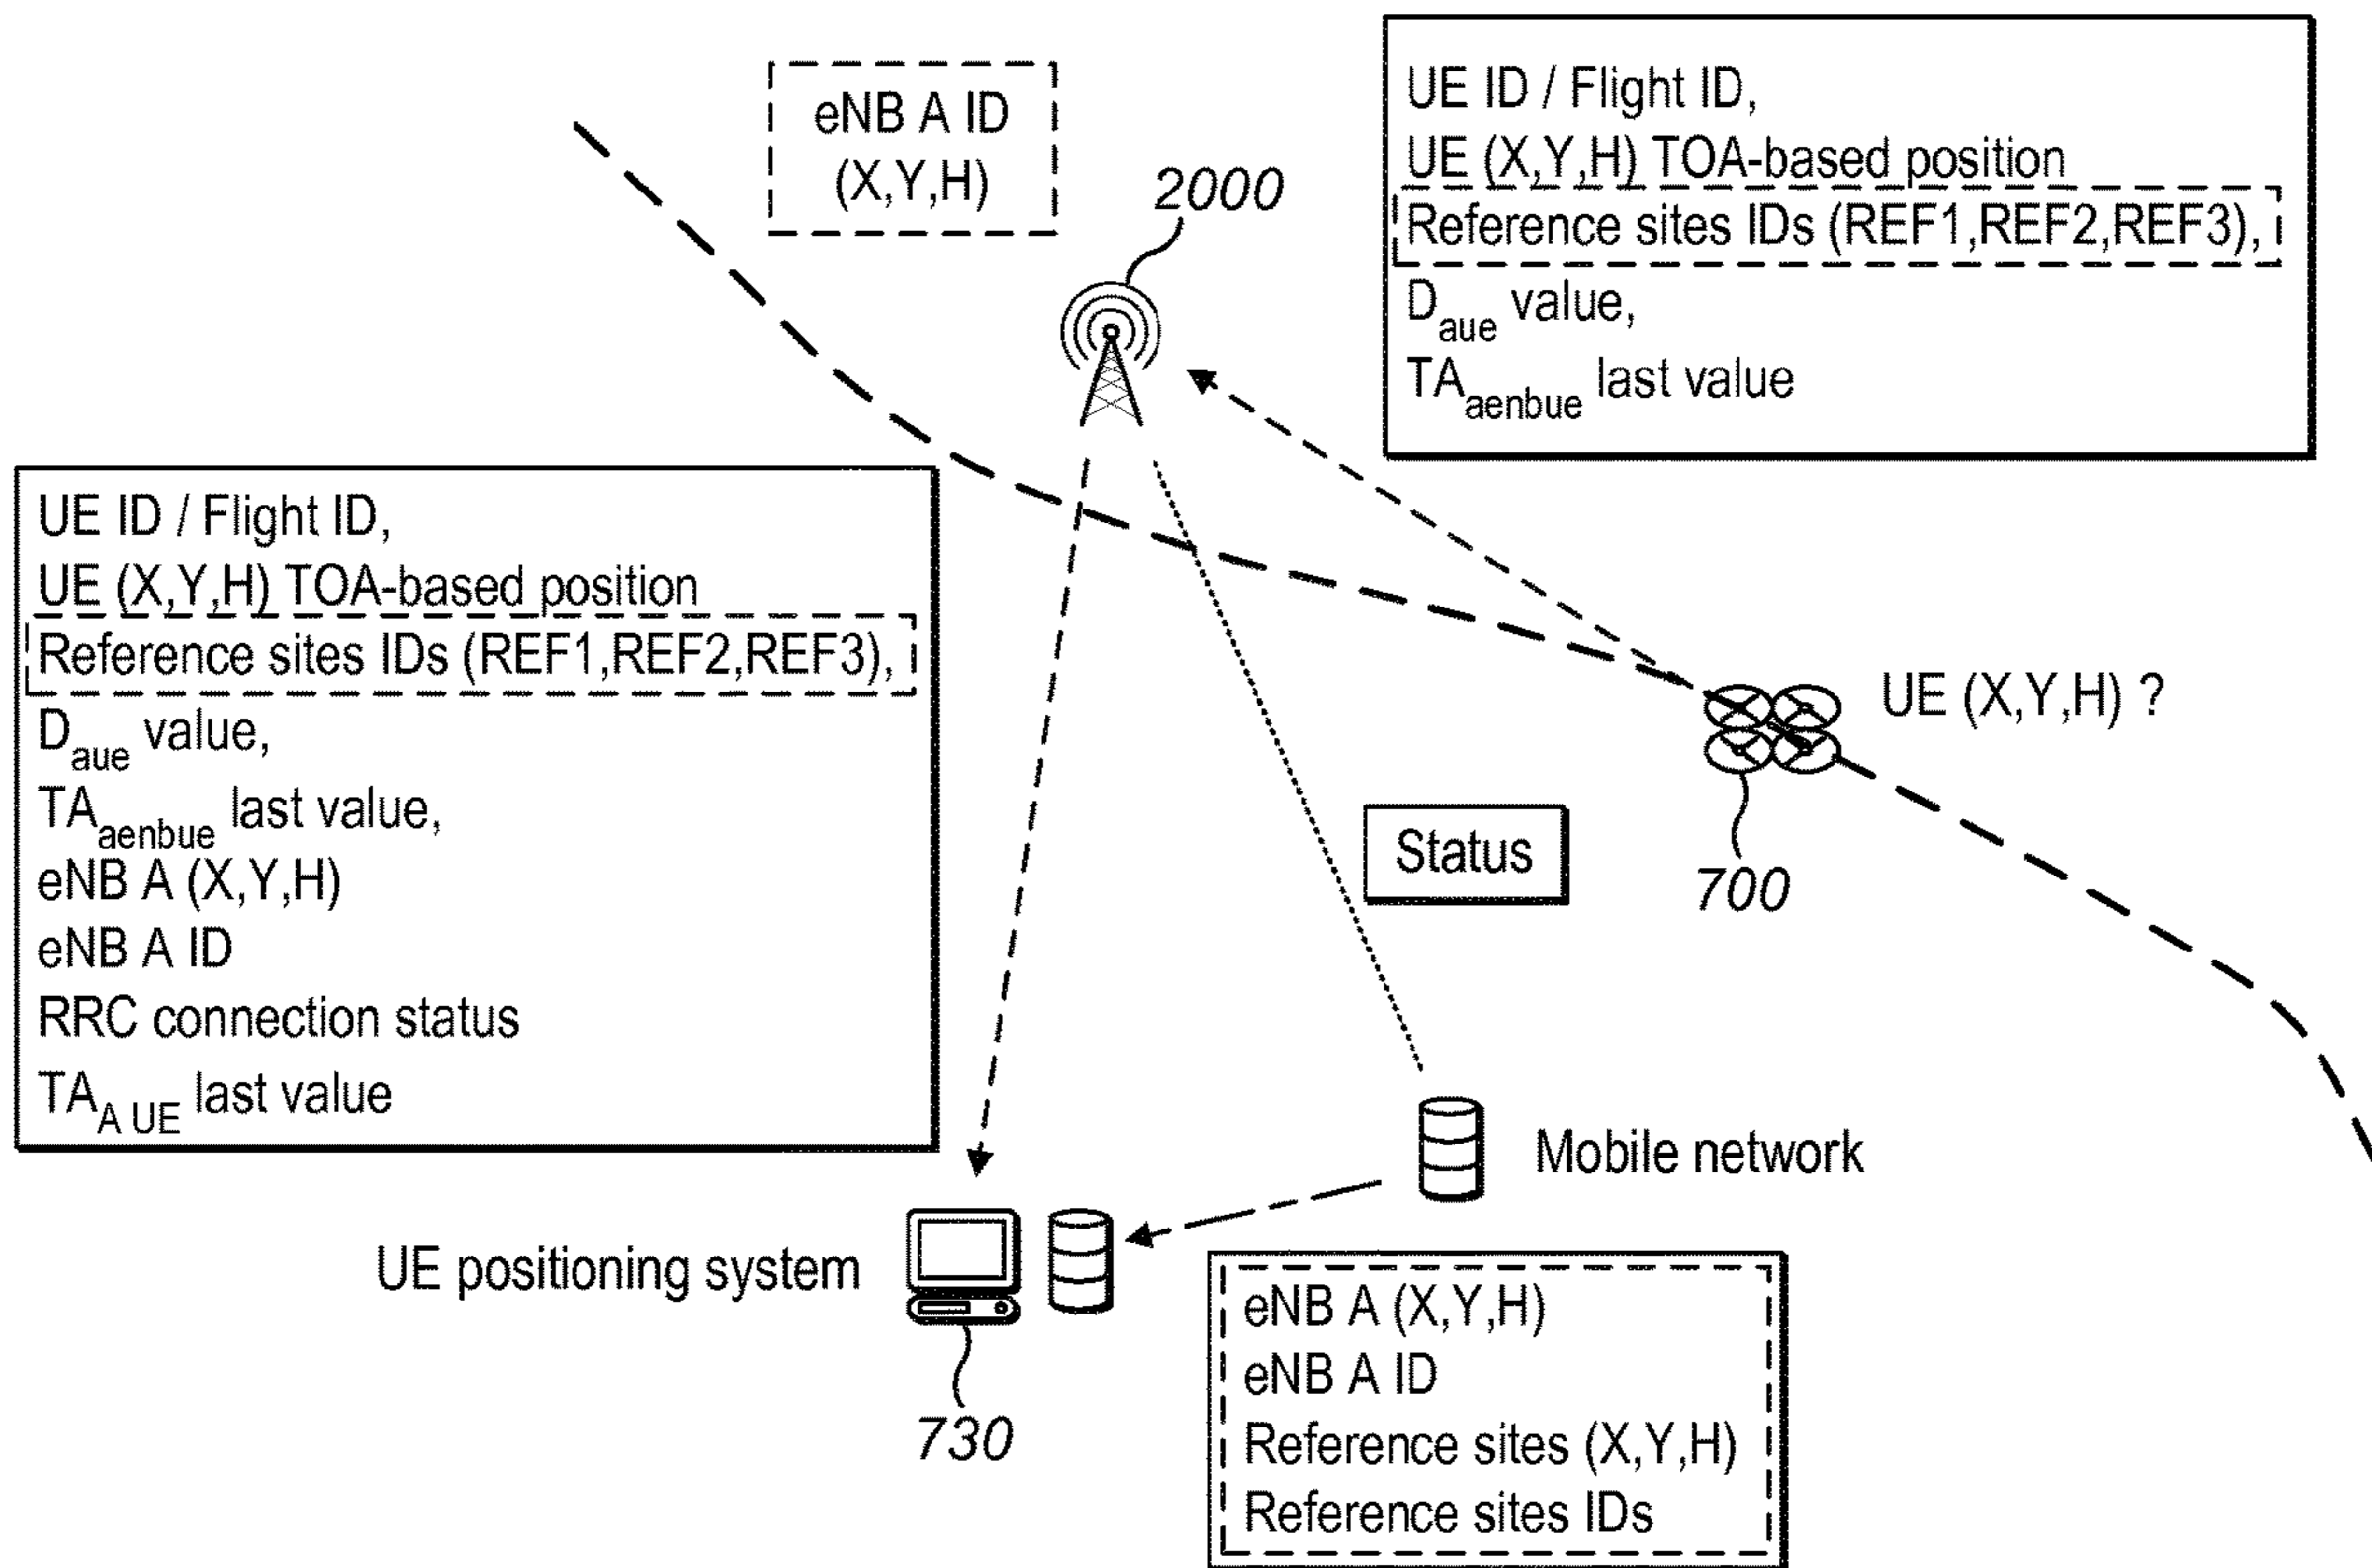 eNB A ID
(X,Y,H)
2000
UE ID / Flight ID,
UE (X,Y,H) TOA-based position
Reference sites IDs (REF1,REF2,REF3),
D_aue value,
TA_aenbue last value
UE ID / Flight ID,
UE (X,Y,H) TOA-based position
Reference sites IDs (REF1,REF2,REF3),
D_aue value,
TA_aenbue last value,
eNB A (X,Y,H)
eNB A ID
RRC connection status
TA_A UE last value
UE (X,Y,H) ?
700
Status
Mobile network
UE positioning system
730
eNB A (X,Y,H)
eNB A ID
Reference sites (X,Y,H)
Reference sites IDs